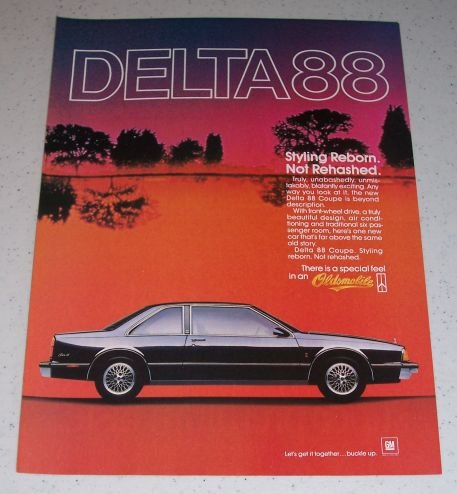 DELTA 88
Styling Reborn.
Not Rehashed.
Truly, unabashedly, unmis-
takably, blatantly exciting. Any
way you look at it, the new
Delta 88 Coupe is beyond
description.
With front-wheel drive, a truly
beautiful design, air condi-
tioning and traditional six pas-
senger room, here's one new
car that's far above the same
old story.
Delta 88 Coupe. Styling
reborn. Not rehashed.
There is a special feel
in an Oldsmobile
GM
Let's get it together...buckle up.